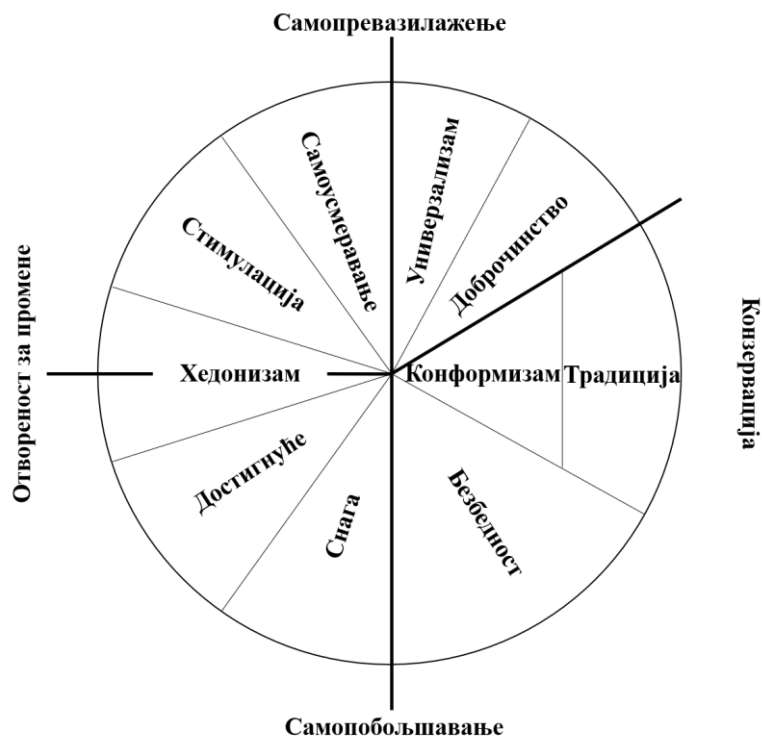 Самопревазилажење
Самоусмеравање
Универзализам
Стимулација
Доброчинство
Отвореност за промене
Хедонизам
Конформизам
Традиција
Конзервација
Достигнуће
Снага
Безбедност
Самопобољшавање